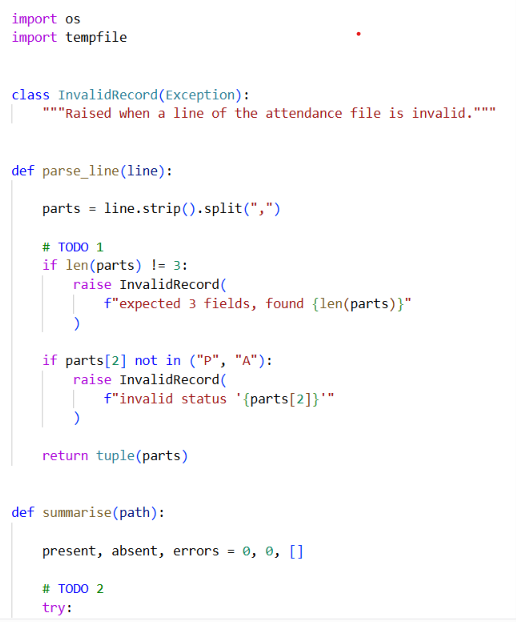 import os
import tempfile
class InvalidRecord(Exception):
    """Raised when a line of the attendance file is invalid."""
def parse_line(line):
    parts = line.strip().split(",")
    # TODO 1
    if len(parts) != 3:
        raise InvalidRecord(
            f"expected 3 fields, found {len(parts)}"
        )
    if parts[2] not in ("P", "A"):
        raise InvalidRecord(
            f"invalid status '{parts[2]}'"
        )
    return tuple(parts)
def summarise(path):
    present, absent, errors = 0, 0, []
    # TODO 2
    try: